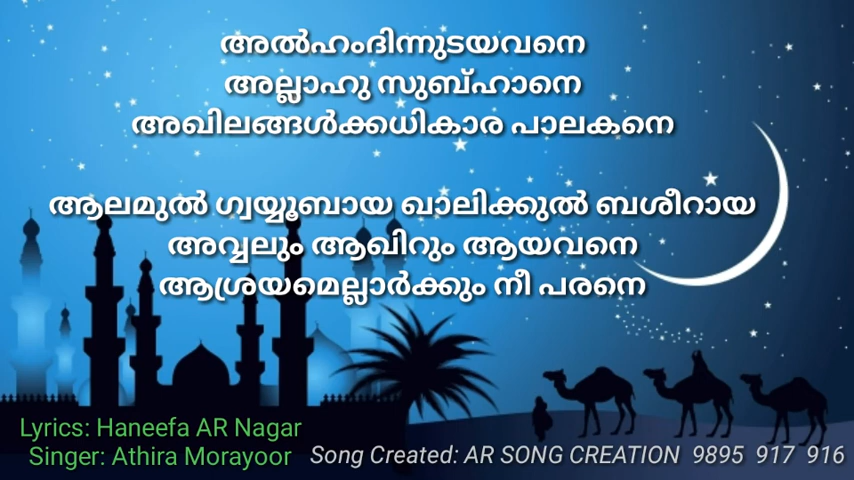 അൽഹംദിന്നുടയവനെ
അല്ലാഹു സുബ്ഹാനെ
അഖിലങ്ങൾക്കധികാര പാലകനെ
ആലമുൽ ഗ്വയ്യൂബായ ഖാലിക്കുൽ ബശീറായ
അവ്വലും ആഖിറും ആയവനെ
ആശ്രയമെല്ലാർക്കും നീ പരനെ
Lyrics: Haneefa AR Nagar
Singer: Athira Morayoor
Song Created: AR SONG CREATION 9895 917 916